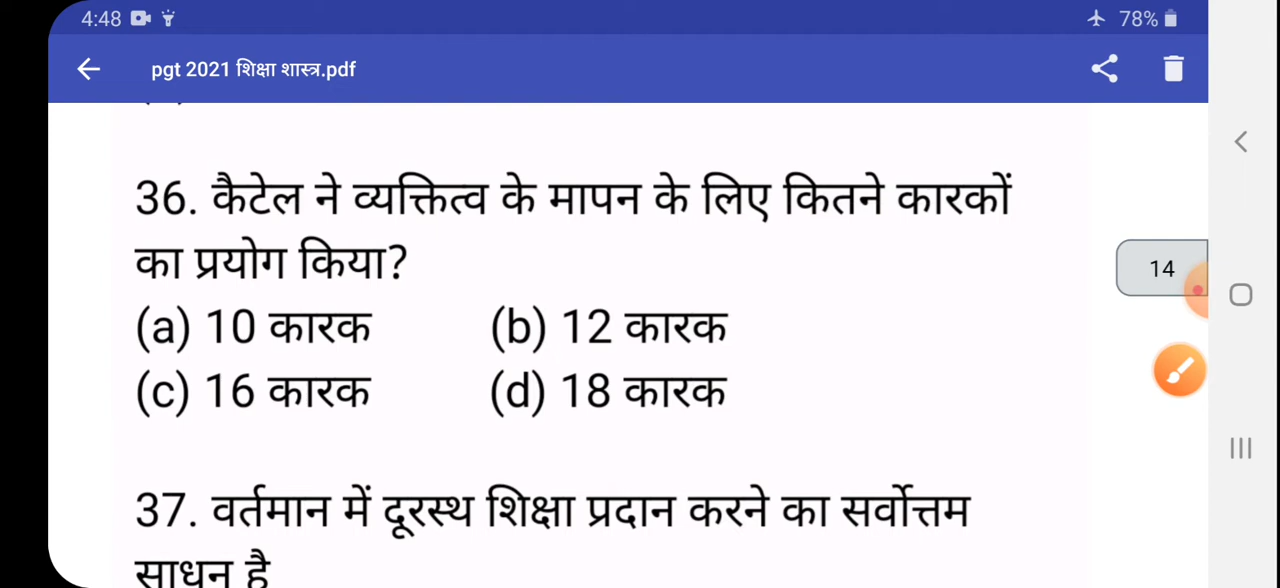 4:48 78%
pgt 2021 शिक्षा शास्त्र.pdf
36. कैटेल ने व्यक्तित्व के मापन के लिए कितने कारकों
का प्रयोग किया?
14
(a) 10 कारक (b) 12 कारक
(c) 16 कारक (d) 18 कारक
37. वर्तमान में दूरस्थ शिक्षा प्रदान करने का सर्वोत्तम
साधन है